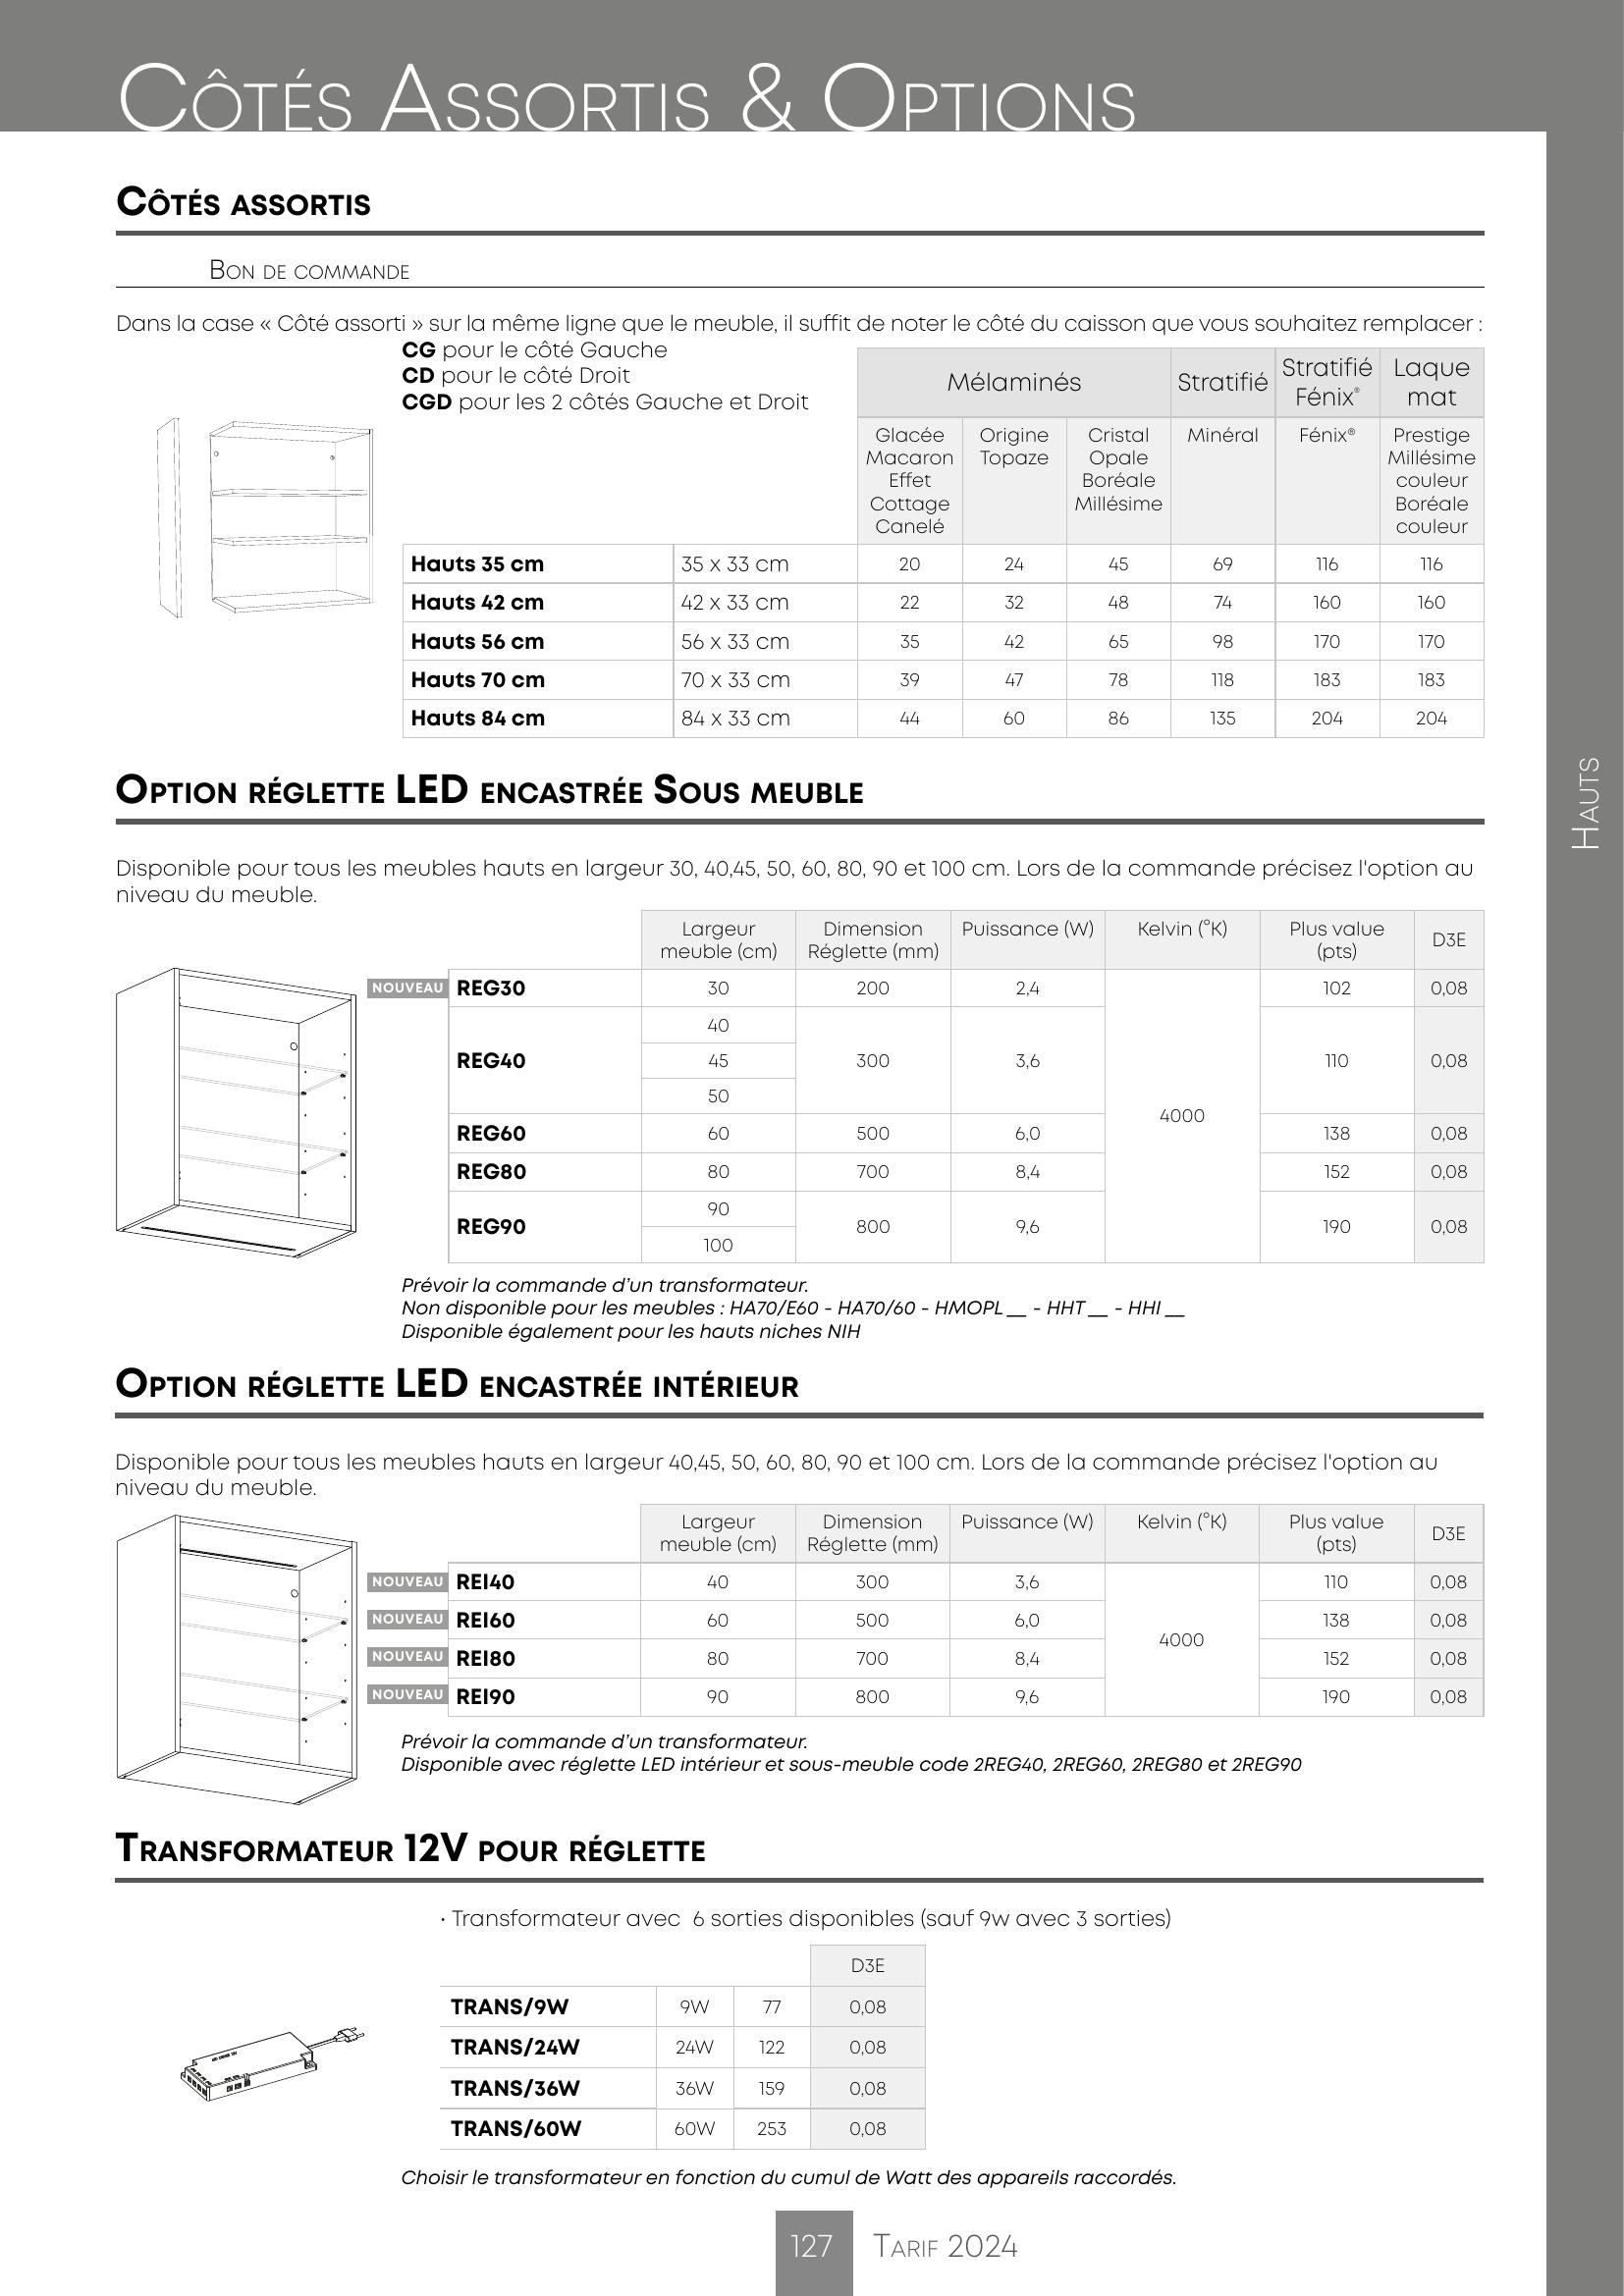 Côtés Assortis & Options
Côtés assortis
Bon de commande
Dans la case « Côté assorti » sur la même ligne que le meuble, il suffit de noter le côté du caisson que vous souhaitez remplacer :
CG pour le côté Gauche
CD pour le côté Droit
CGD pour les 2 côtés Gauche et Droit
Mélaminés Stratifié Stratifié Fénix® Laque mat
Glacée Macaron Effet Cottage Canelé Origine Topaze Cristal Opale Boréale Millésime Minéral Fénix® Prestige Millésime couleur Boréale couleur
Hauts 35 cm 35 x 33 cm 20 24 45 69 116 116
Hauts 42 cm 42 x 33 cm 22 32 48 74 160 160
Hauts 56 cm 56 x 33 cm 35 42 65 98 170 170
Hauts 70 cm 70 x 33 cm 39 47 78 118 183 183
Hauts 84 cm 84 x 33 cm 44 60 86 135 204 204
Hauts
Option réglette LED encastrée Sous meuble
Disponible pour tous les meubles hauts en largeur 30, 40,45, 50, 60, 80, 90 et 100 cm. Lors de la commande précisez l'option au
niveau du meuble.
Largeur meuble (cm) Dimension Réglette (mm) Puissance (W) Kelvin (°K) Plus value (pts) D3E
NOUVEAU REG30 30 200 2,4 102 0,08
40
REG40 45 300 3,6 110 0,08
50
4000
REG60 60 500 6,0 138 0,08
REG80 80 700 8,4 152 0,08
90
REG90 800 9,6 190 0,08
100
Prévoir la commande d’un transformateur.
Non disponible pour les meubles : HA70/E60 - HA70/60 - HMOPL__ - HHT__ - HHI__
Disponible également pour les hauts niches NIH
Option réglette LED encastrée intérieur
Disponible pour tous les meubles hauts en largeur 40,45, 50, 60, 80, 90 et 100 cm. Lors de la commande précisez l'option au
niveau du meuble.
Largeur meuble (cm) Dimension Réglette (mm) Puissance (W) Kelvin (°K) Plus value (pts) D3E
NOUVEAU REI40 40 300 3,6 110 0,08
NOUVEAU REI60 60 500 6,0 138 0,08
4000
NOUVEAU REI80 80 700 8,4 152 0,08
NOUVEAU REI90 90 800 9,6 190 0,08
Prévoir la commande d’un transformateur.
Disponible avec réglette LED intérieur et sous-meuble code 2REG40, 2REG60, 2REG80 et 2REG90
Transformateur 12V pour réglette
· Transformateur avec 6 sorties disponibles (sauf 9w avec 3 sorties)
D3E
TRANS/9W 9W 77 0,08
TRANS/24W 24W 122 0,08
TRANS/36W 36W 159 0,08
TRANS/60W 60W 253 0,08
Choisir le transformateur en fonction du cumul de Watt des appareils raccordés.
127 Tarif 2024